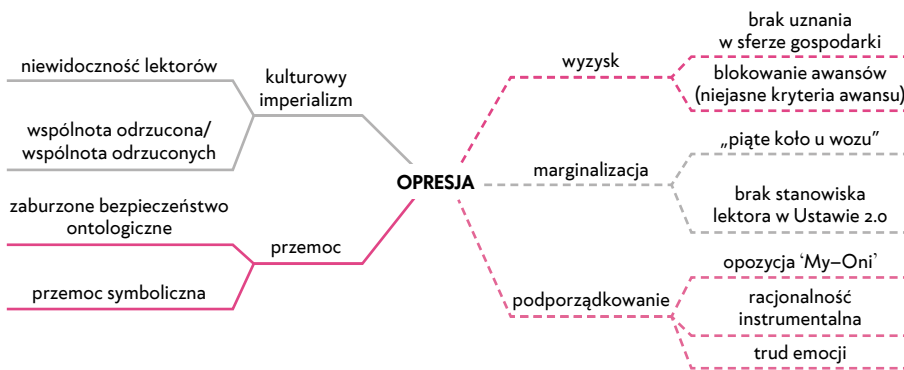 niewidoczność lektorów
kulturowy
imperializm
wspólnota odrzucona/
wspólnota odrzuconych
zaburzone bezpieczeństwo
ontologiczne
przemoc
przemoc symboliczna
OPRESJA
wyzysk
brak uznania
w sferze gospodarki
blokowanie awansów
(niejasne kryteria awansu)
marginalizacja
„piąte koło u wozu”
brak stanowiska
lektora w Ustawie 2.0
podporządkowanie
opozycja ‘My–Oni’
racjonalność
instrumentalna
trud emocji